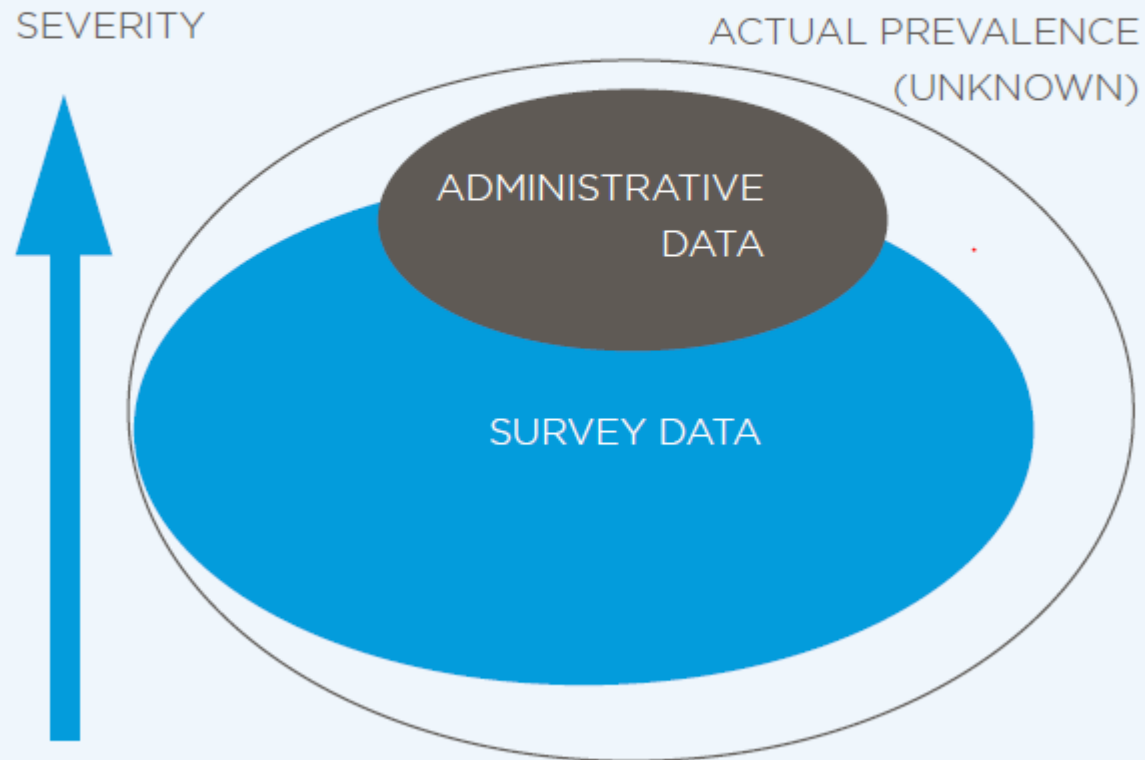 SEVERITY
ACTUAL PREVALENCE
(UNKNOWN)
ADMINISTRATIVE
DATA
SURVEY DATA